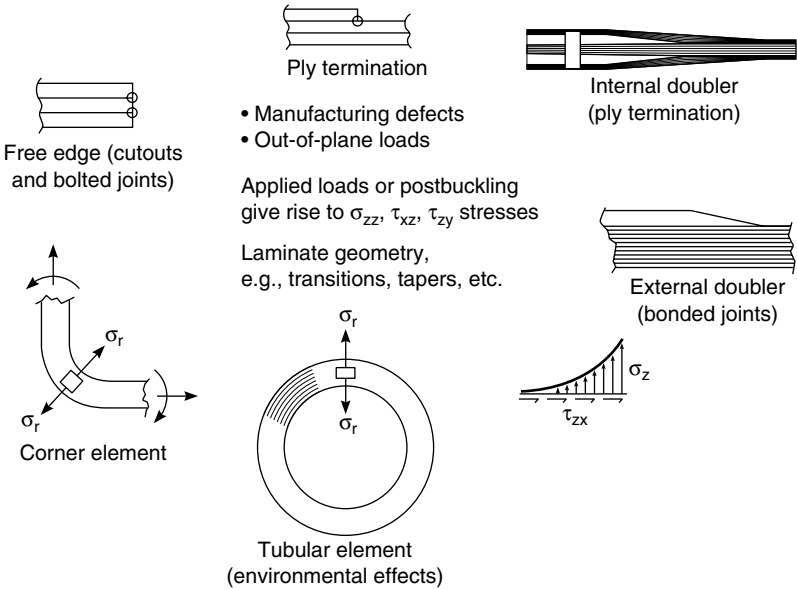 Ply termination
Internal doubler
(ply termination)
Free edge (cutouts
and bolted joints)
• Manufacturing defects
• Out-of-plane loads
Applied loads or postbuckling
give rise to σzz, τxz, τzy stresses
Laminate geometry,
e.g., transitions, tapers, etc.
External doubler
(bonded joints)
σr
σr
Corner element
σr
σr
Tubular element
(environmental effects)
σz
τzx